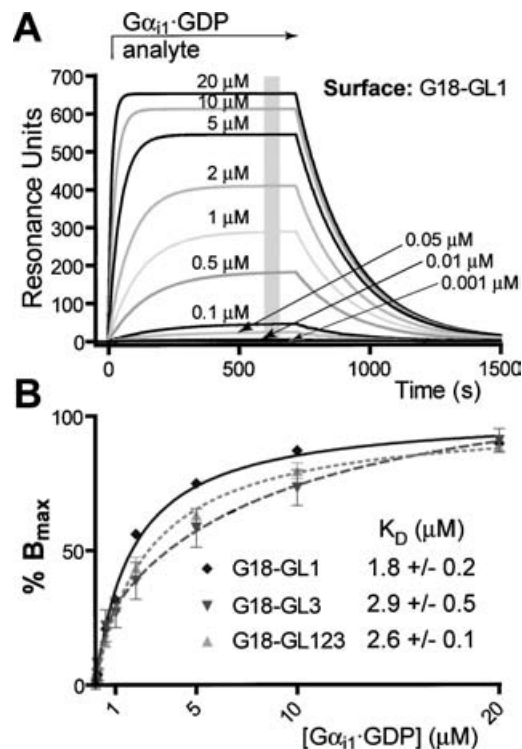 A
Gαi1·GDP
analyte
Surface: G18-GL1
Resonance Units
700
600
500
400
300
200
100
0
20 μM
10 μM
5 μM
2 μM
1 μM
0.5 μM
0.1 μM
0.05 μM
0.01 μM
0.001 μM
0 500 1000 1500
Time (s)
B
% Bmax
100
50
0
KD (μM)
G18-GL1 1.8 +/- 0.2
G18-GL3 2.9 +/- 0.5
G18-GL123 2.6 +/- 0.1
1 5 10 20
[Gαi1·GDP] (μM)